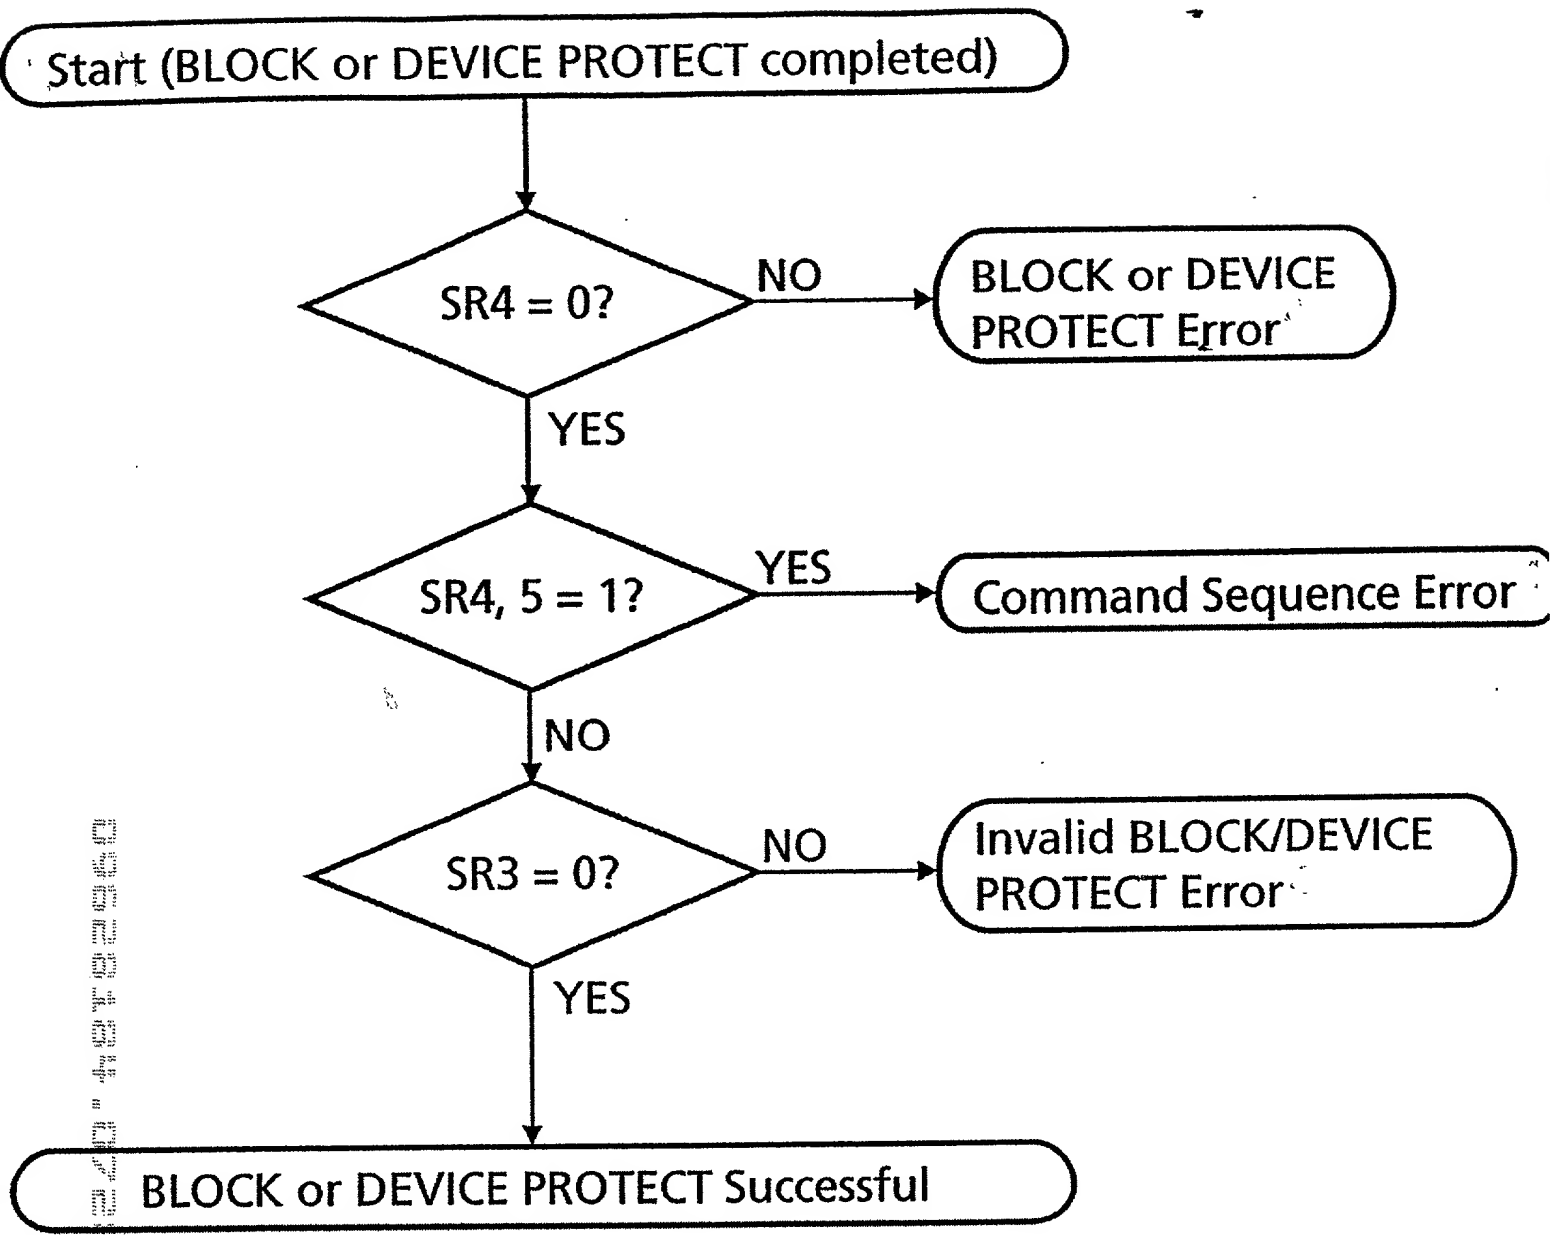 Start (BLOCK or DEVICE PROTECT completed)
SR4 = 0?
NO
BLOCK or DEVICE
PROTECT Error
YES
SR4, 5 = 1?
YES
Command Sequence Error
NO
SR3 = 0?
NO
Invalid BLOCK/DEVICE
PROTECT Error
YES
BLOCK or DEVICE PROTECT Successful